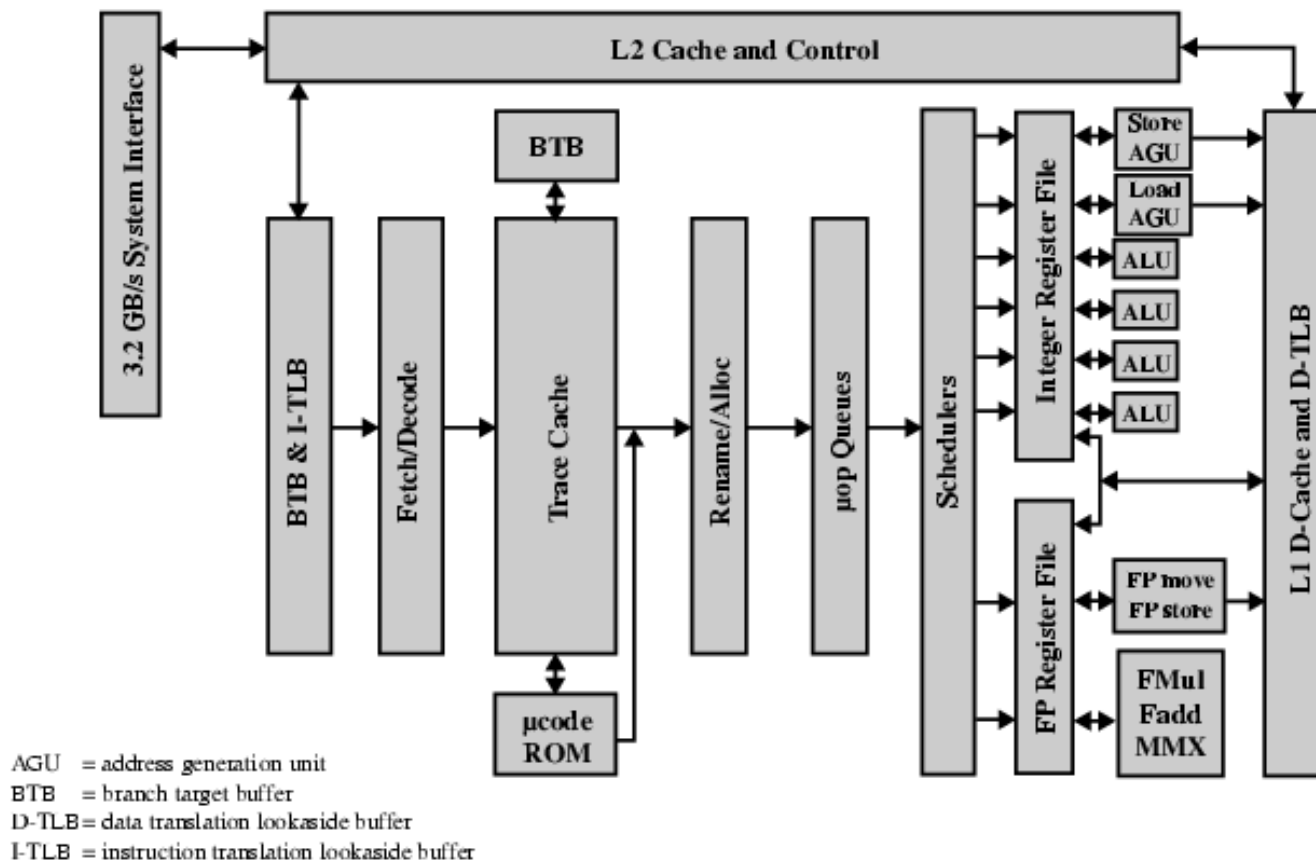 L2 Cache and Control
3.2 GB/s System Interface
BTB
BTB & I-TLB
Fetch/Decode
Trace Cache
µcode
ROM
Rename/Alloc
µop Queues
Schedulers
Integer Register File
FP Register File
Store
AGU
Load
AGU
ALU
ALU
ALU
ALU
FP move
FP store
FMul
Fadd
MMX
L1 D-Cache and D-TLB
AGU = address generation unit
BTB = branch target buffer
D-TLB= data translation lookaside buffer
I-TLB = instruction translation lookaside buffer